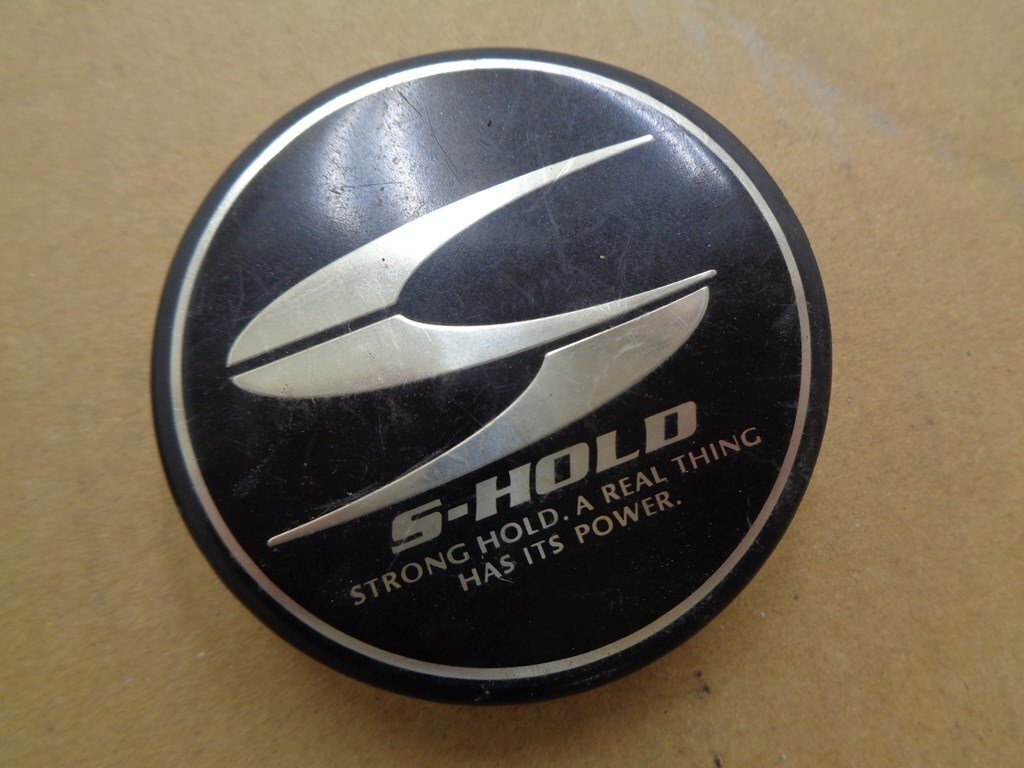 S-HOLD
STRONG HOLD. A REAL THING
HAS ITS POWER.